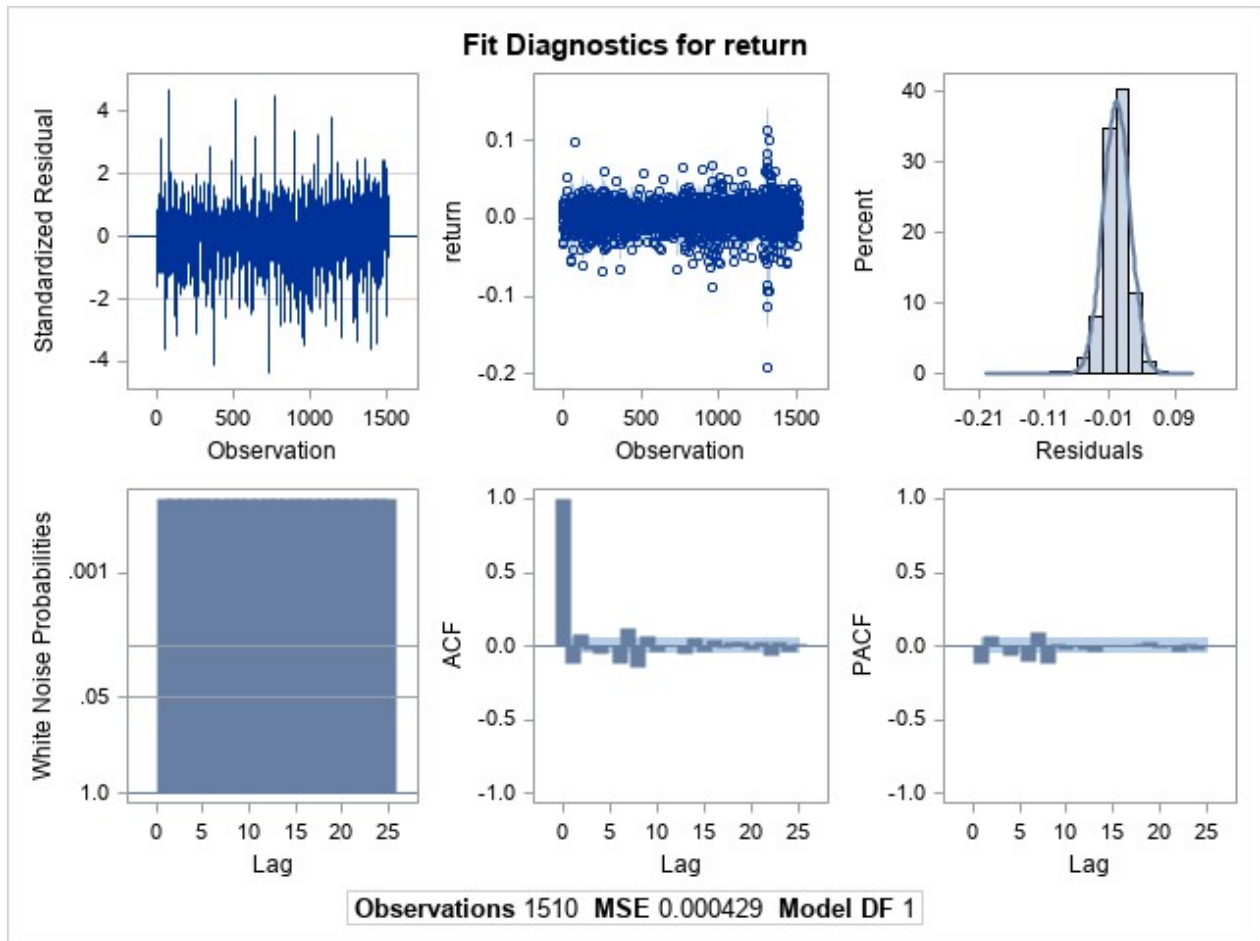 Fit Diagnostics for return
Standardized Residual
4
2
0
-2
-4
0 500 1000 1500
Observation
return
0.1
0.0
-0.1
-0.2
0 500 1000 1500
Observation
Percent
40
30
20
10
0
-0.21 -0.11 -0.01 0.09
Residuals
White Noise Probabilities
.001
.05
1.0
0 5 10 15 20 25
Lag
ACF
1.0
0.5
0.0
-0.5
-1.0
0 5 10 15 20 25
Lag
PACF
1.0
0.5
0.0
-0.5
-1.0
0 5 10 15 20 25
Lag
Observations 1510 MSE 0.000429 Model DF 1